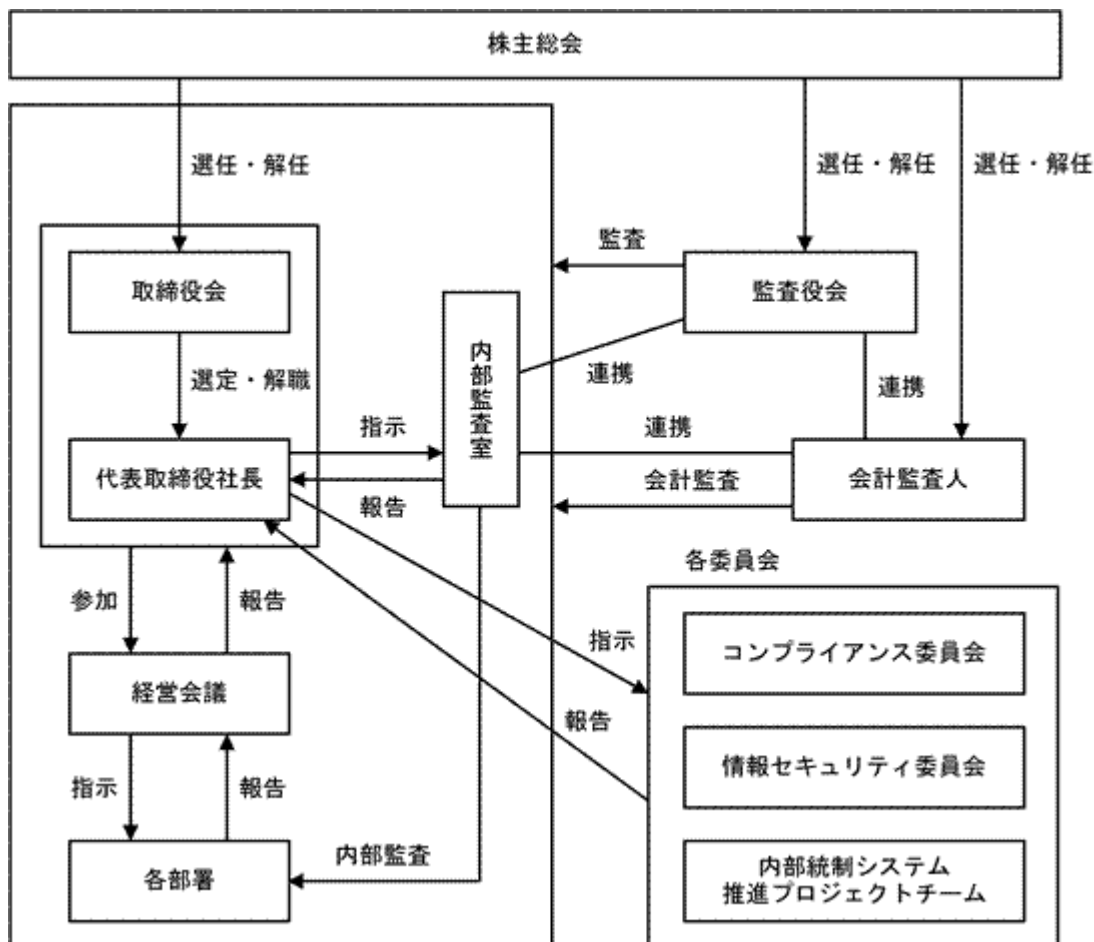 株主総会
選任・解任
選任・解任
選任・解任
監査
取締役会
監査役会
内部監査室
連携
選定・解職
連携
指示
連携
代表取締役社長
会計監査
会計監査人
報告
各委員会
参加
報告
コンプライアンス委員会
指示
経営会議
報告
情報セキュリティ委員会
指示
報告
内部監査
各部署
内部統制システム
推進プロジェクトチーム